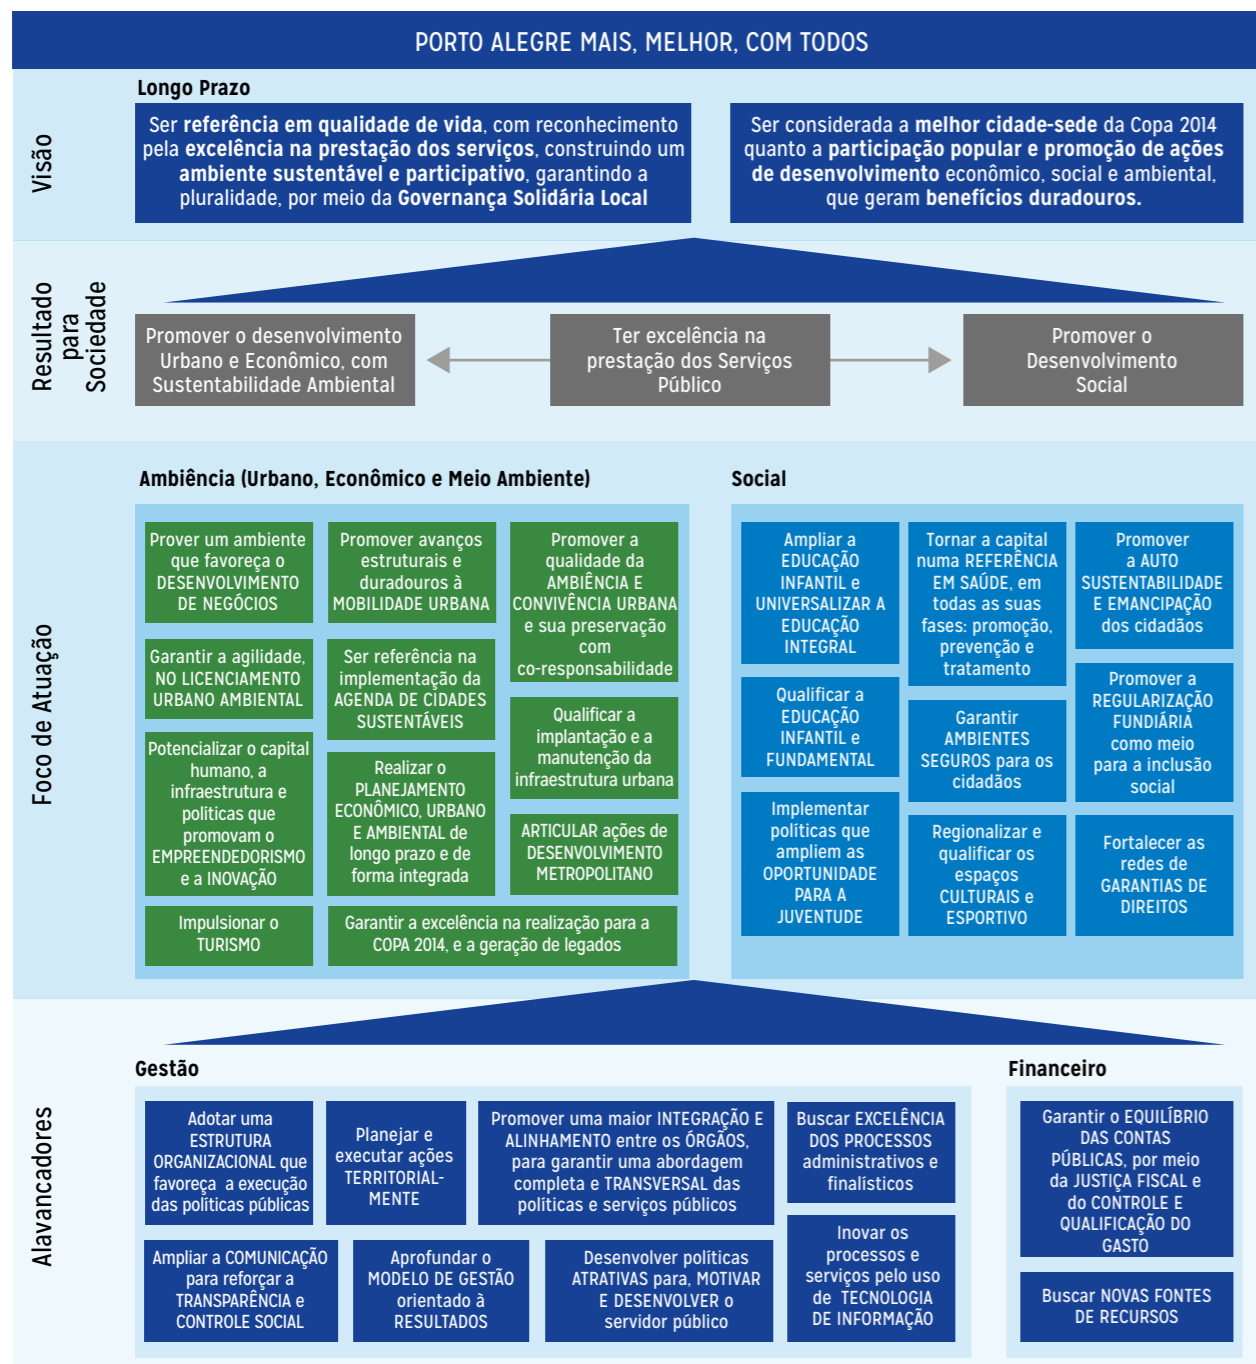 PORTO ALEGRE MAIS, MELHOR, COM TODOS
Visão
Longo Prazo
Ser referência em qualidade de vida, com reconhecimento
pela excelência na prestação dos serviços, construindo um
ambiente sustentável e participativo, garantindo a
pluralidade, por meio da Governança Solidária Local
Ser considerada a melhor cidade-sede da Copa 2014
quanto a participação popular e promoção de ações
de desenvolvimento econômico, social e ambiental,
que geram benefícios duradouros.
Resultado
para
Sociedade
Promover o desenvolvimento
Urbano e Econômico, com
Sustentabilidade Ambiental
Ter excelência na
prestação dos Serviços
Público
Promover o
Desenvolvimento
Social
Foco de Atuação
Ambiência (Urbano, Econômico e Meio Ambiente)
Prover um ambiente
que favoreça o
DESENVOLVIMENTO
DE NEGÓCIOS
Garantir a agilidade,
NO LICENCIAMENTO
URBANO AMBIENTAL
Potencializar o capital
humano, a
infraestrutura e
políticas que
promovam o
EMPREENDEDORISMO
e a INOVAÇÃO
Impulsionar o
TURISMO
Promover avanços
estruturais e
duradouros à
MOBILIDADE URBANA
Ser referência na
implementação da
AGENDA DE CIDADES
SUSTENTÁVEIS
Realizar o
PLANEJAMENTO
ECONÔMICO, URBANO
E AMBIENTAL de
longo prazo e de
forma integrada
Promover a
qualidade da
AMBIÊNCIA E
CONVIVÊNCIA URBANA
e sua preservação
com
co-responsabilidade
Qualificar a
implantação e a
manutenção da
infraestrutura urbana
ARTICULAR ações de
DESENVOLVIMENTO
METROPOLITANO
Garantir a excelência na realização para a
COPA 2014, e a geração de legados
Social
Ampliar a
EDUCAÇÃO
INFANTIL e
UNIVERSALIZAR A
EDUCAÇÃO
INTEGRAL
Qualificar a
EDUCAÇÃO
INFANTIL e
FUNDAMENTAL
Implementar
políticas que
ampliem as
OPORTUNIDADE
PARA A
JUVENTUDE
Tornar a capital
numa REFERÊNCIA
EM SAÚDE, em
todas as suas
fases: promoção,
prevenção e
tratamento
Garantir
AMBIENTES
SEGUROS para os
cidadãos
Regionalizar e
qualificar os
espaços
CULTURAIS e
ESPORTIVO
Promover
a AUTO
SUSTENTABILIDADE
E EMANCIPAÇÃO
dos cidadãos
Promover a
REGULARIZAÇÃO
FUNDIÁRIA
como meio
para a inclusão
social
Fortalecer as
redes de
GARANTIAS DE
DIREITOS
Alavancadores
Gestão
Adotar uma
ESTRUTURA
ORGANIZACIONAL que
favoreça a execução
das políticas públicas
Planejar e
executar ações
TERRITORIAL-
MENTE
Promover uma maior INTEGRAÇÃO E
ALINHAMENTO entre os ÓRGÃOS,
para garantir uma abordagem
completa e TRANSVERSAL das
políticas e serviços públicos
Buscar EXCELÊNCIA
DOS PROCESSOS
administrativos e
finalísticos
Ampliar a COMUNICAÇÃO
para reforçar a
TRANSPARÊNCIA e
CONTROLE SOCIAL
Aprofundar o
MODELO DE GESTÃO
orientado à
RESULTADOS
Desenvolver políticas
ATRATIVAS para, MOTIVAR
E DESENVOLVER o
servidor público
Inovar os
processos e
serviços pelo uso
de TECNOLOGIA
DE INFORMAÇÃO
Financeiro
Garantir o EQUILÍBRIO
DAS CONTAS
PÚBLICAS, por meio
da JUSTIÇA FISCAL e
do CONTROLE E
QUALIFICAÇÃO DO
GASTO
Buscar NOVAS FONTES
DE RECURSOS